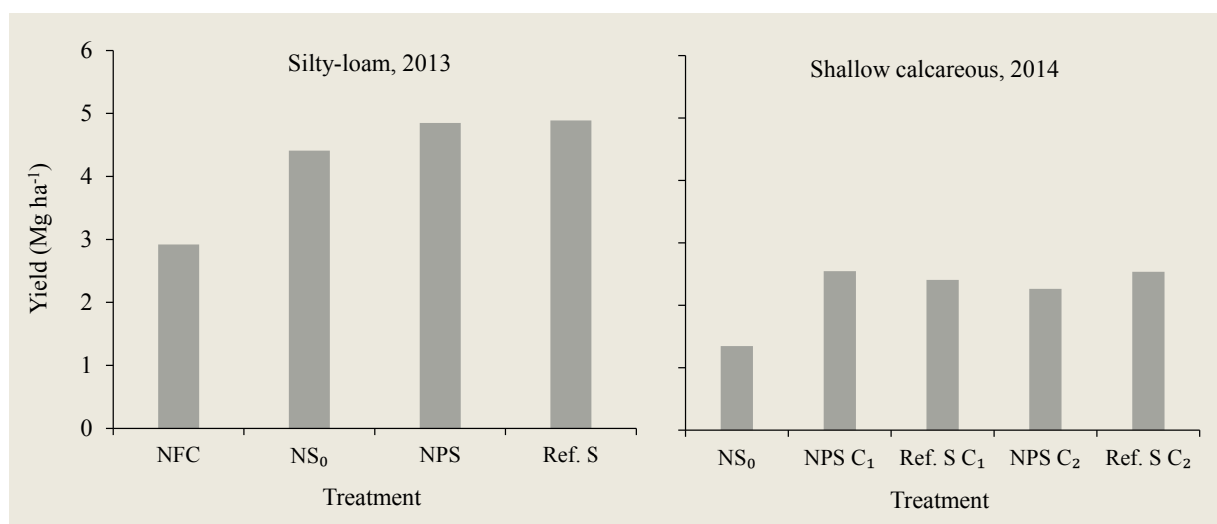 Silty-loam, 2013
Yield (Mg ha⁻¹)
6
5
4
3
2
1
0
NFC NS₀ NPS Ref. S
Treatment
Shallow calcareous, 2014
NS₀ NPS C₁ Ref. S C₁ NPS C₂ Ref. S C₂
Treatment